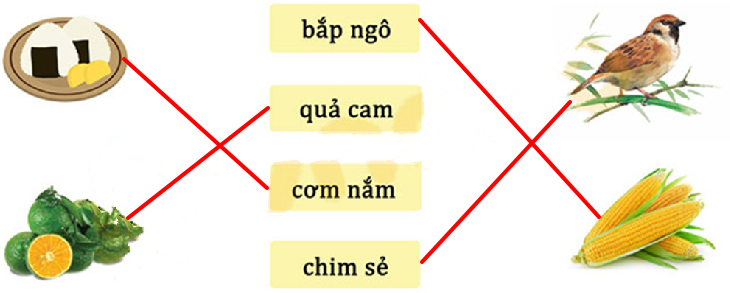 bắp ngô
quả cam
cơm nắm
chim sẻ